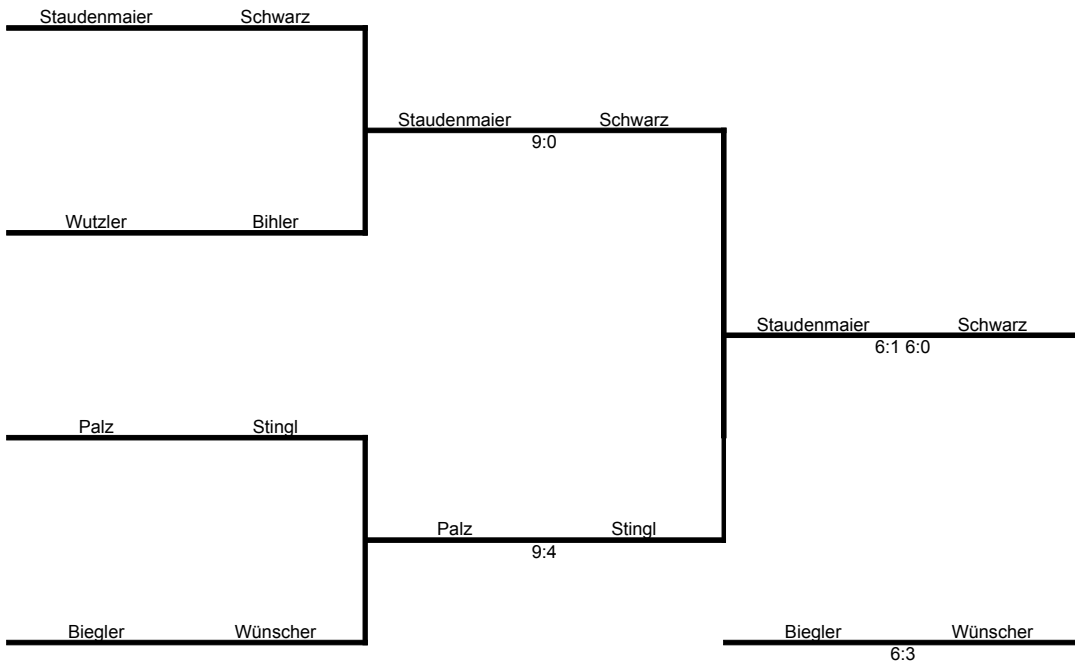 Staudenmaier Schwarz
Staudenmaier Schwarz
9:0
Wutzler Bihler
Staudenmaier Schwarz
6:1 6:0
Palz Stingl
Palz Stingl
9:4
Biegler Wünscher
Biegler Wünscher
6:3